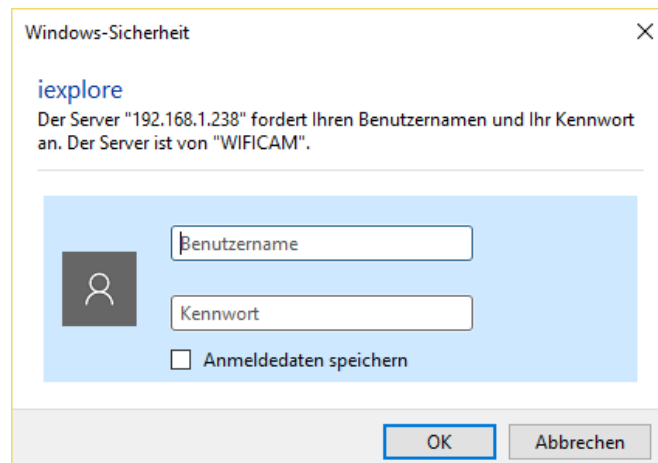 Windows-Sicherheit
iexplore
Der Server "192.168.1.238" fordert Ihren Benutzernamen und Ihr Kennwort
an. Der Server ist von "WIFICAM".
Benutzername
Kennwort
Anmeldedaten speichern
OK
Abbrechen